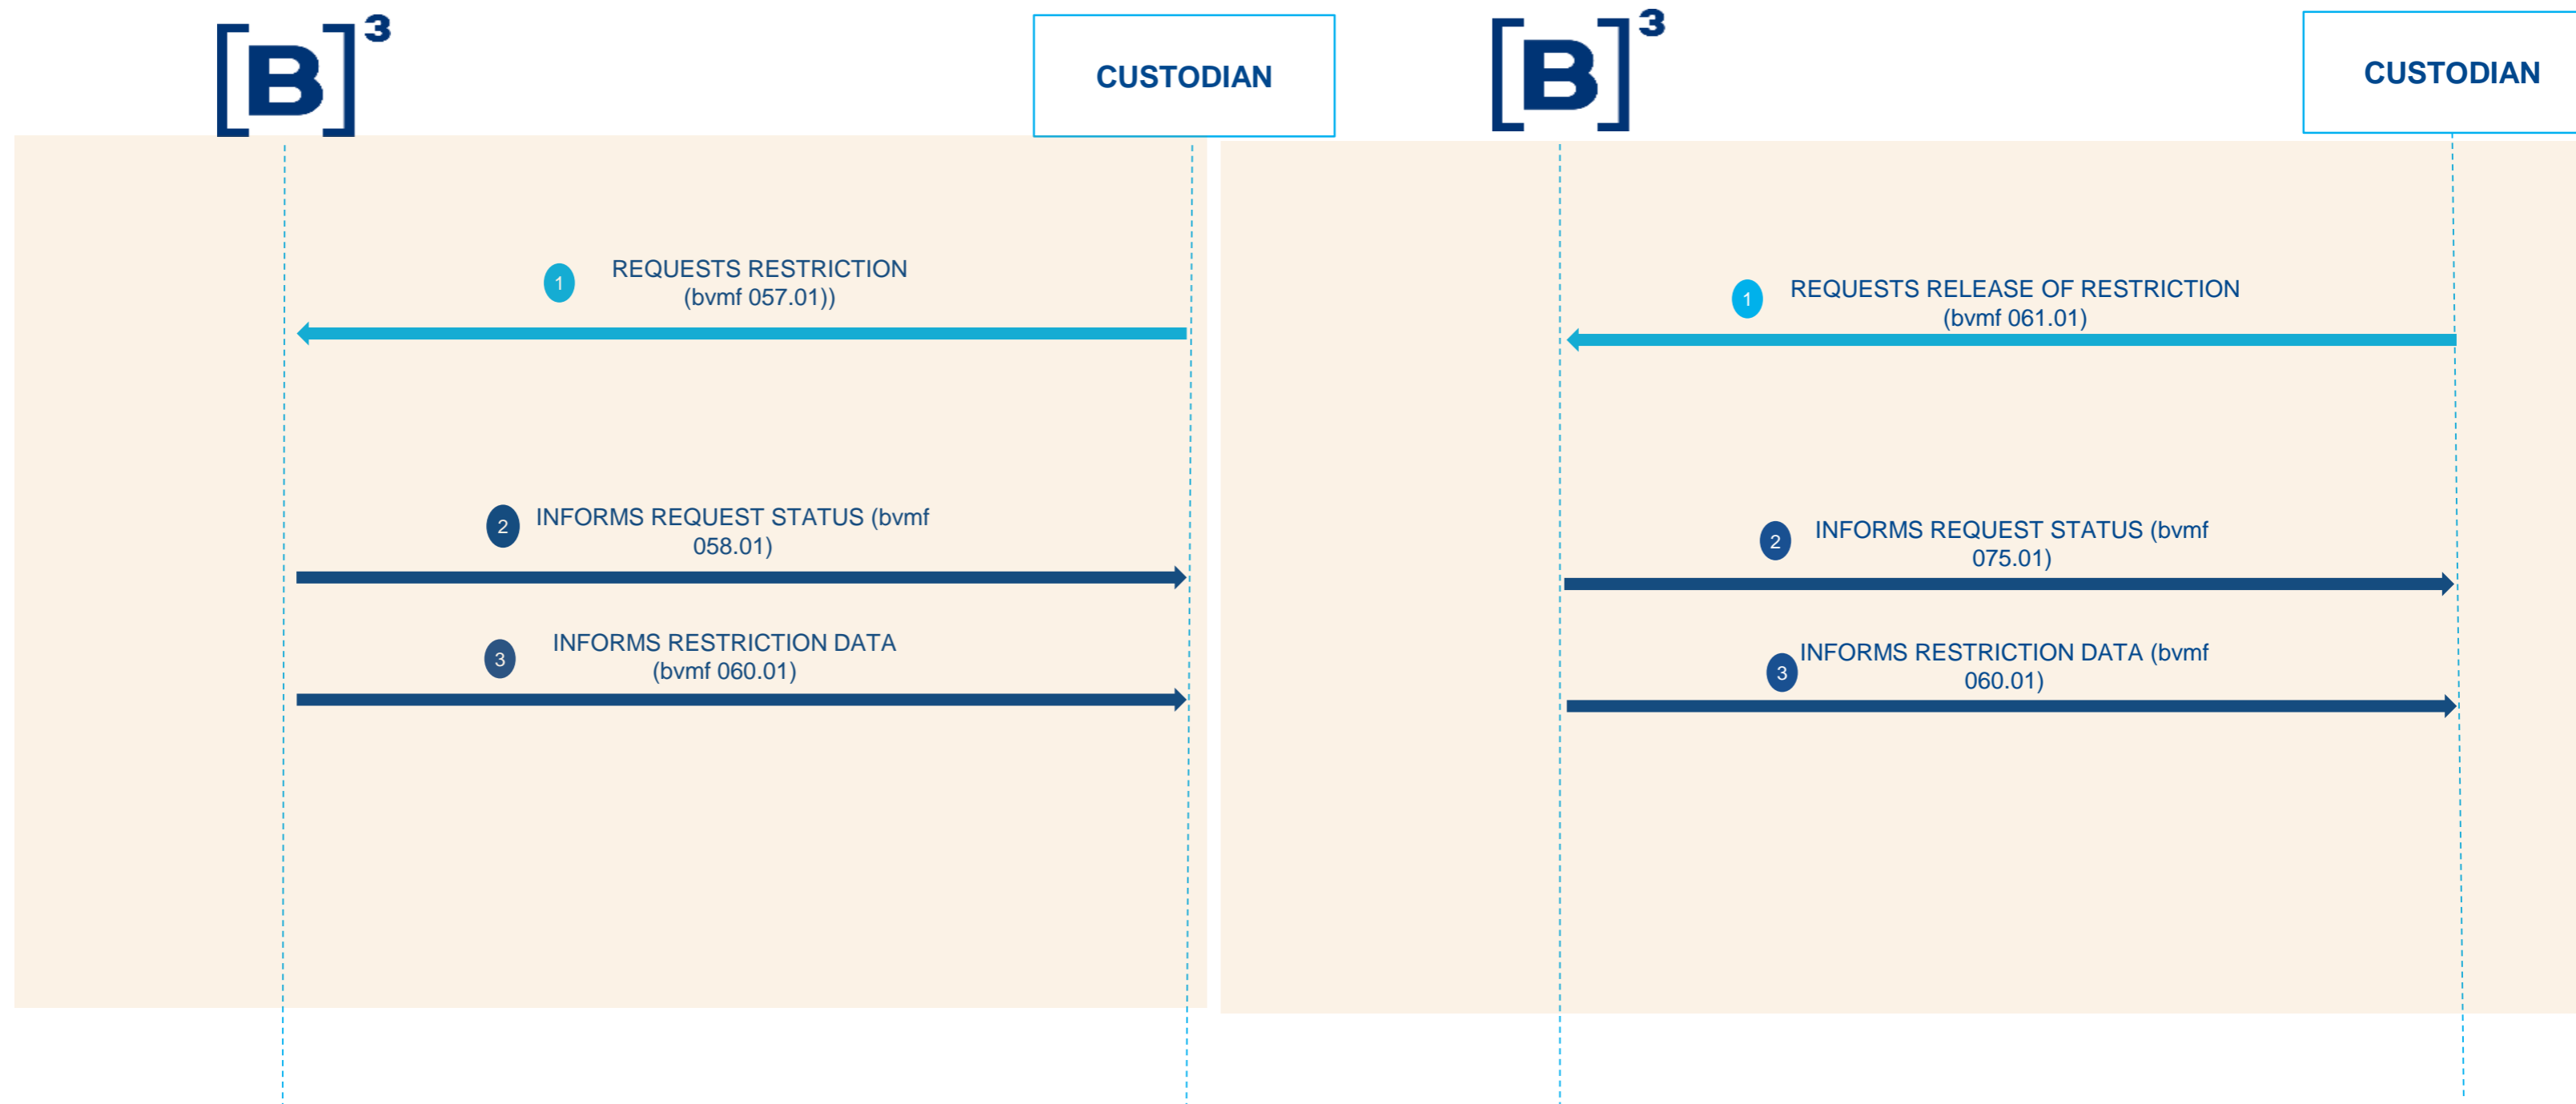 [B]³
CUSTODIAN
1
REQUESTS RESTRICTION
(bvmf 057.01))
2
INFORMS REQUEST STATUS (bvmf
058.01)
3
INFORMS RESTRICTION DATA
(bvmf 060.01)
[B]³
CUSTODIAN
1
REQUESTS RELEASE OF RESTRICTION
(bvmf 061.01)
2
INFORMS REQUEST STATUS (bvmf
075.01)
3
INFORMS RESTRICTION DATA (bvmf
060.01)